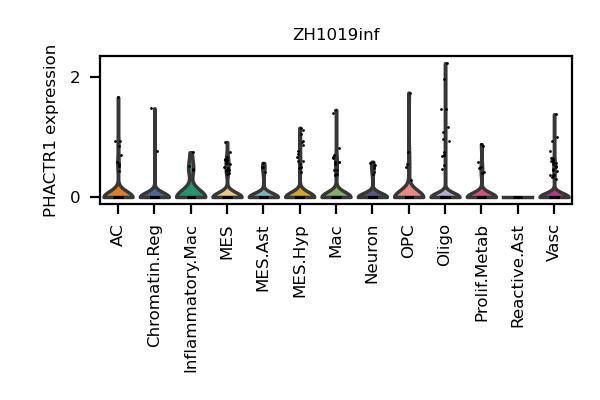 ZH1019inf
PHACTR1 expression
2
0
AC
Chromatin.Reg
Inflammatory.Mac
MES
MES.Ast
MES.Hyp
Mac
Neuron
OPC
Oligo
Prolif.Metab
Reactive.Ast
Vasc